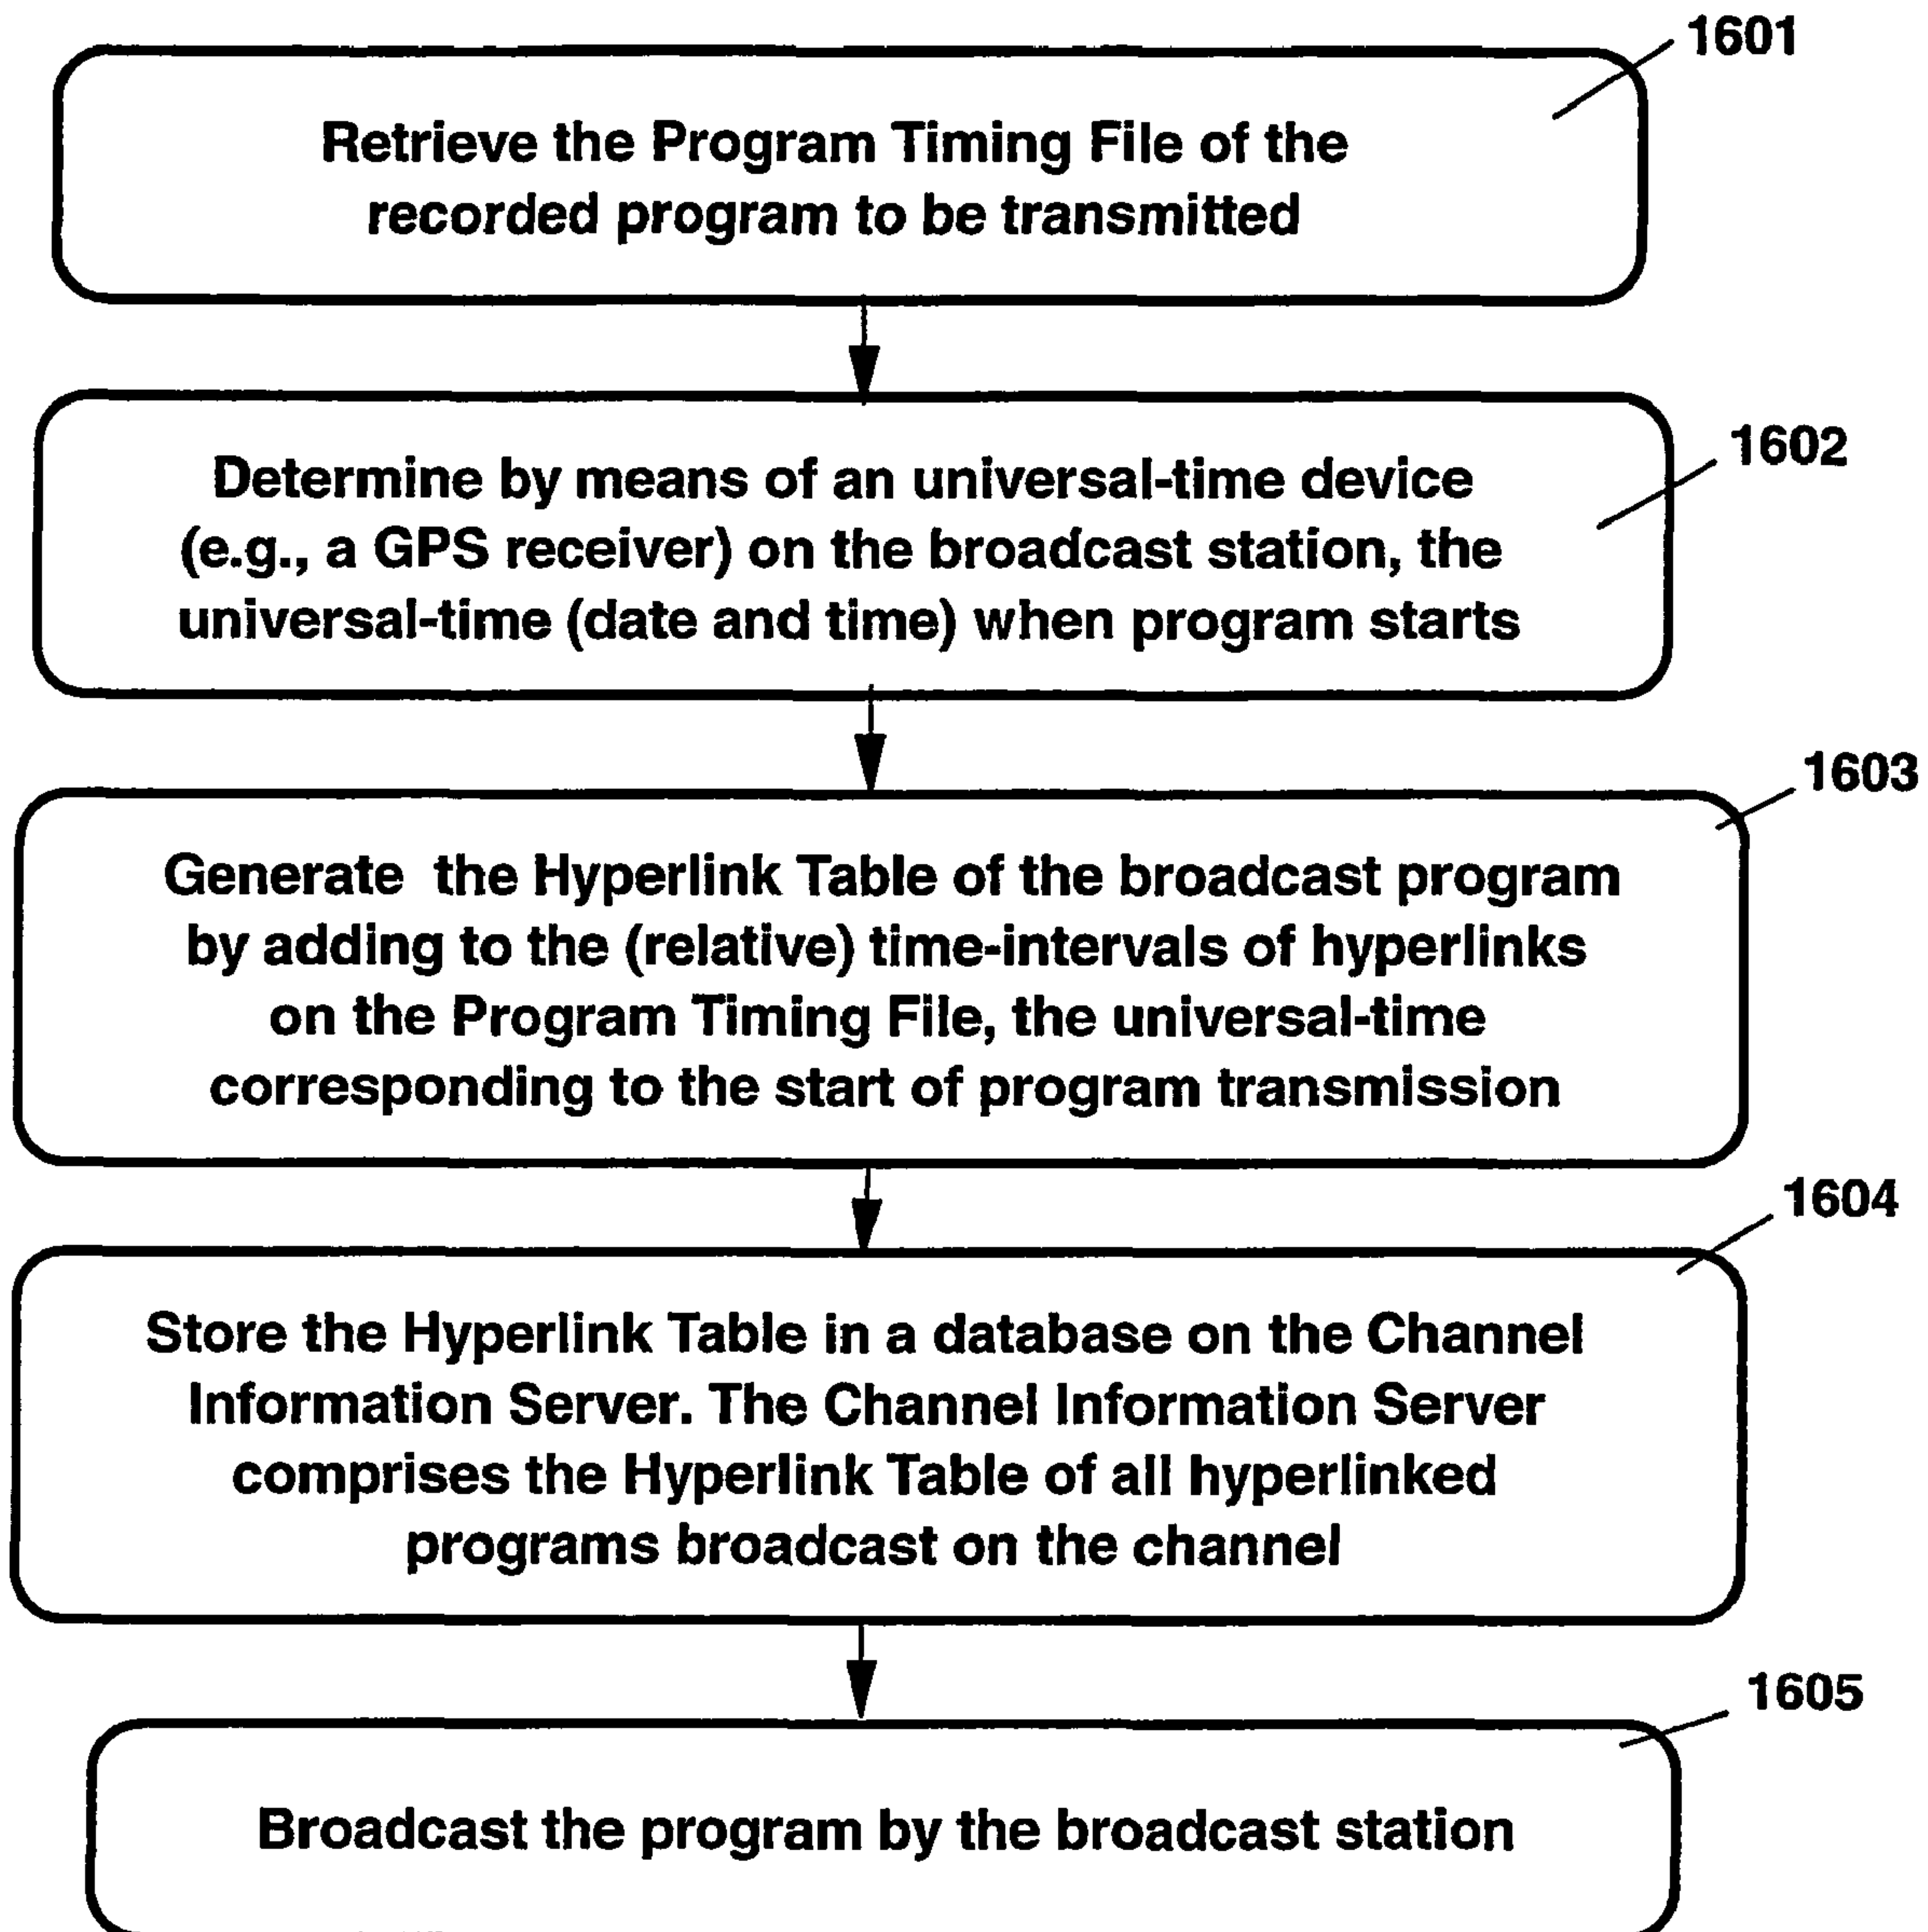 1601
Retrieve the Program Timing File of the
recorded program to be transmitted
1602
Determine by means of an universal-time device
(e.g., a GPS receiver) on the broadcast station, the
universal-time (date and time) when program starts
1603
Generate the Hyperlink Table of the broadcast program
by adding to the (relative) time-intervals of hyperlinks
on the Program Timing File, the universal-time
corresponding to the start of program transmission
1604
Store the Hyperlink Table in a database on the Channel
Information Server. The Channel Information Server
comprises the Hyperlink Table of all hyperlinked
programs broadcast on the channel
1605
Broadcast the program by the broadcast station